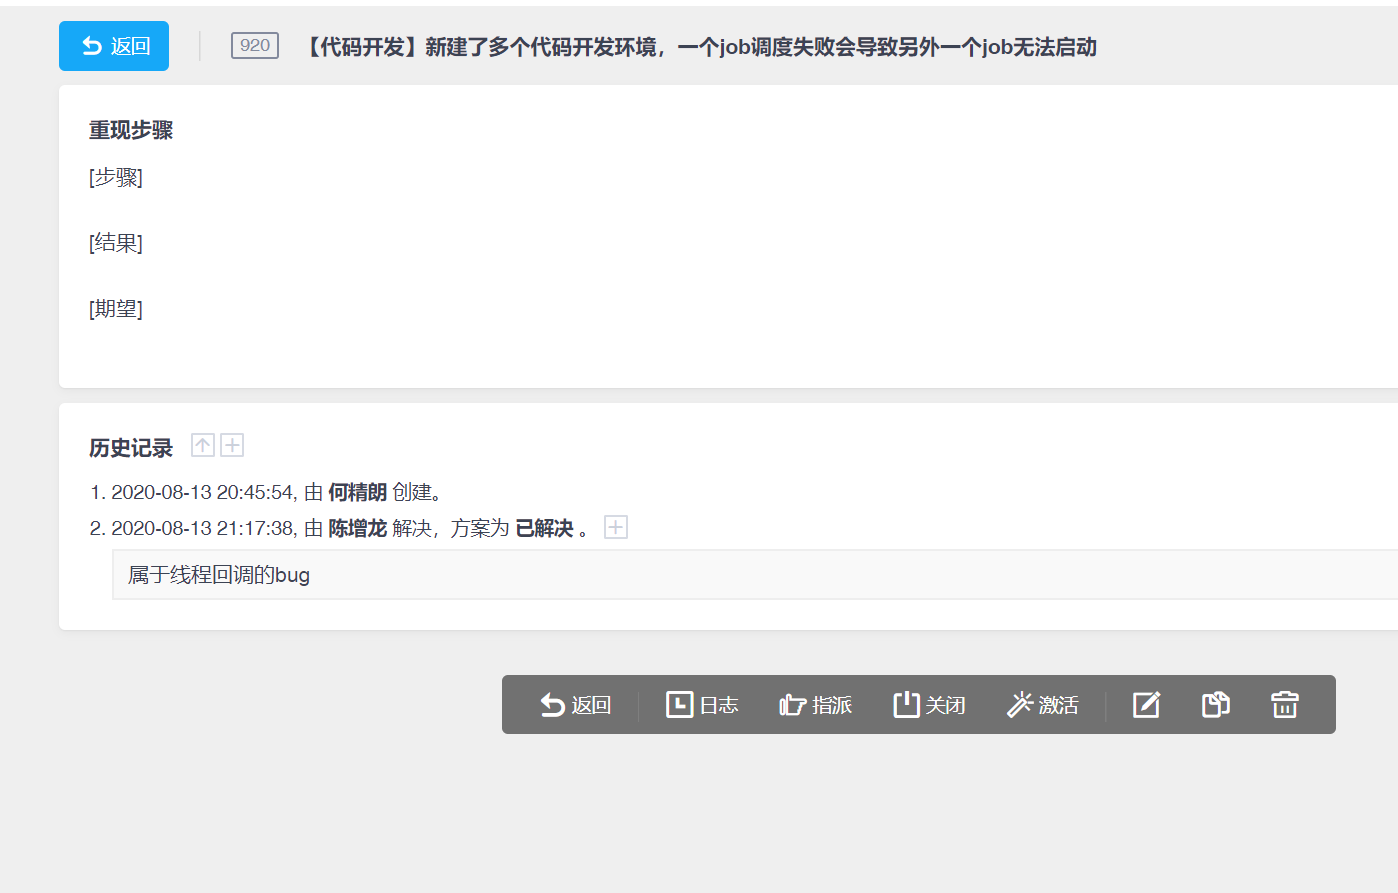 返回 920 【代码开发】新建了多个代码开发环境，一个job调度失败会导致另外一个job无法启动
重现步骤
[步骤]
[结果]
[期望]
历史记录
1. 2020-08-13 20:45:54, 由 何精朗 创建。
2. 2020-08-13 21:17:38, 由 陈增龙 解决，方案为 已解决 。
属于线程回调的bug
返回 日志 指派 关闭 激活